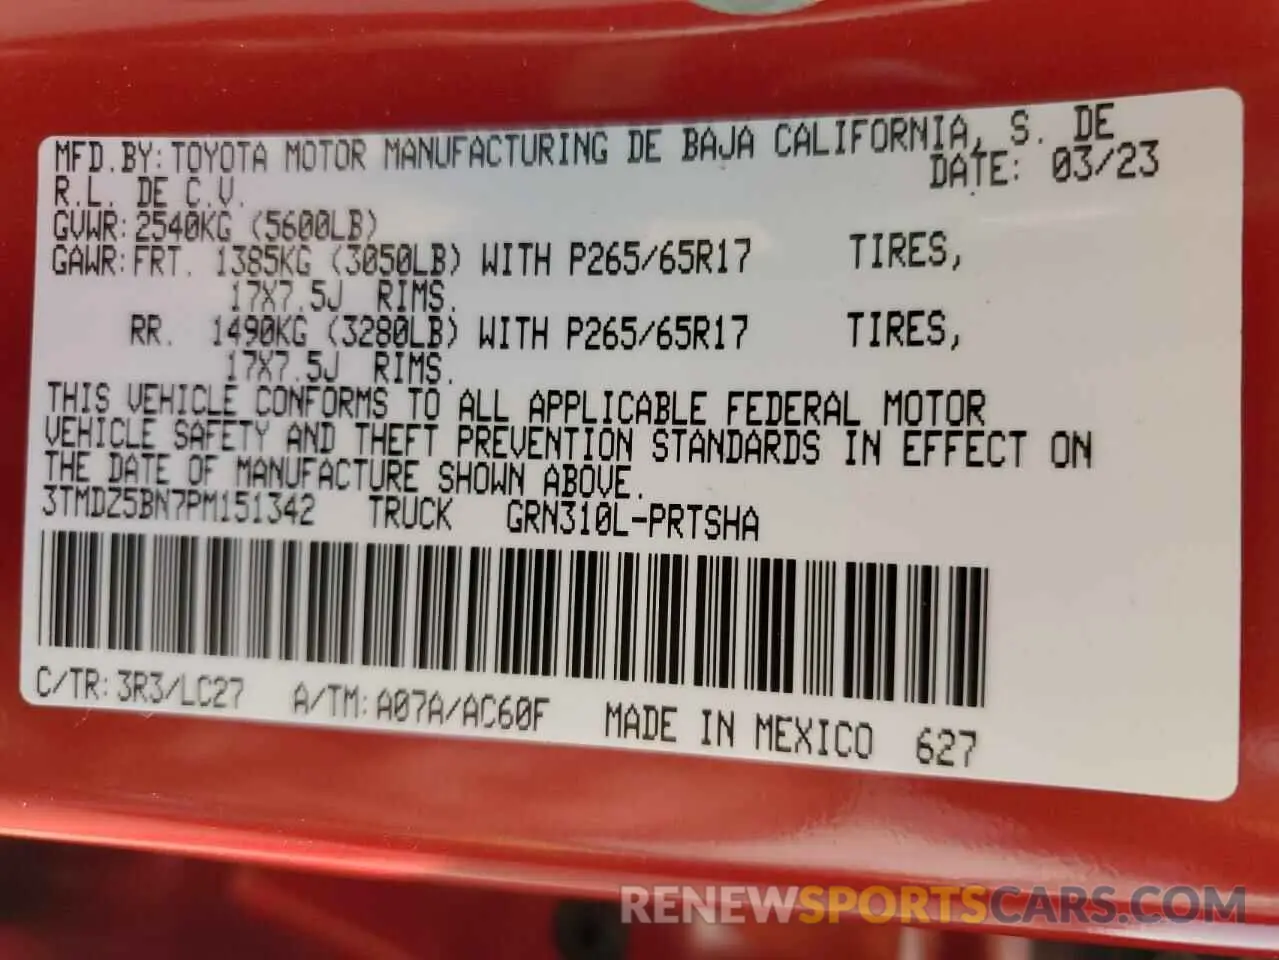 MFD.BY: TOYOTA MOTOR MANUFACTURING DE BAJA CALIFORNIA, S. DE
R.L. DE C.V. DATE: 03/23
GVWR: 2540KG (5600LB)
GAWR: FRT. 1385KG (3050LB) WITH P265/65R17 TIRES,
17X7.5J RIMS.
RR. 1490KG (3280LB) WITH P265/65R17 TIRES,
17X7.5J RIMS.
THIS VEHICLE CONFORMS TO ALL APPLICABLE FEDERAL MOTOR
VEHICLE SAFETY AND THEFT PREVENTION STANDARDS IN EFFECT ON
THE DATE OF MANUFACTURE SHOWN ABOVE.
3TMDZ5BN7PM151342 TRUCK GRN310L-PRTSHA
C/TR: 3R3/LC27 A/TM: A07A/AC60F MADE IN MEXICO 627
RENEWSPORTSCARS.COM